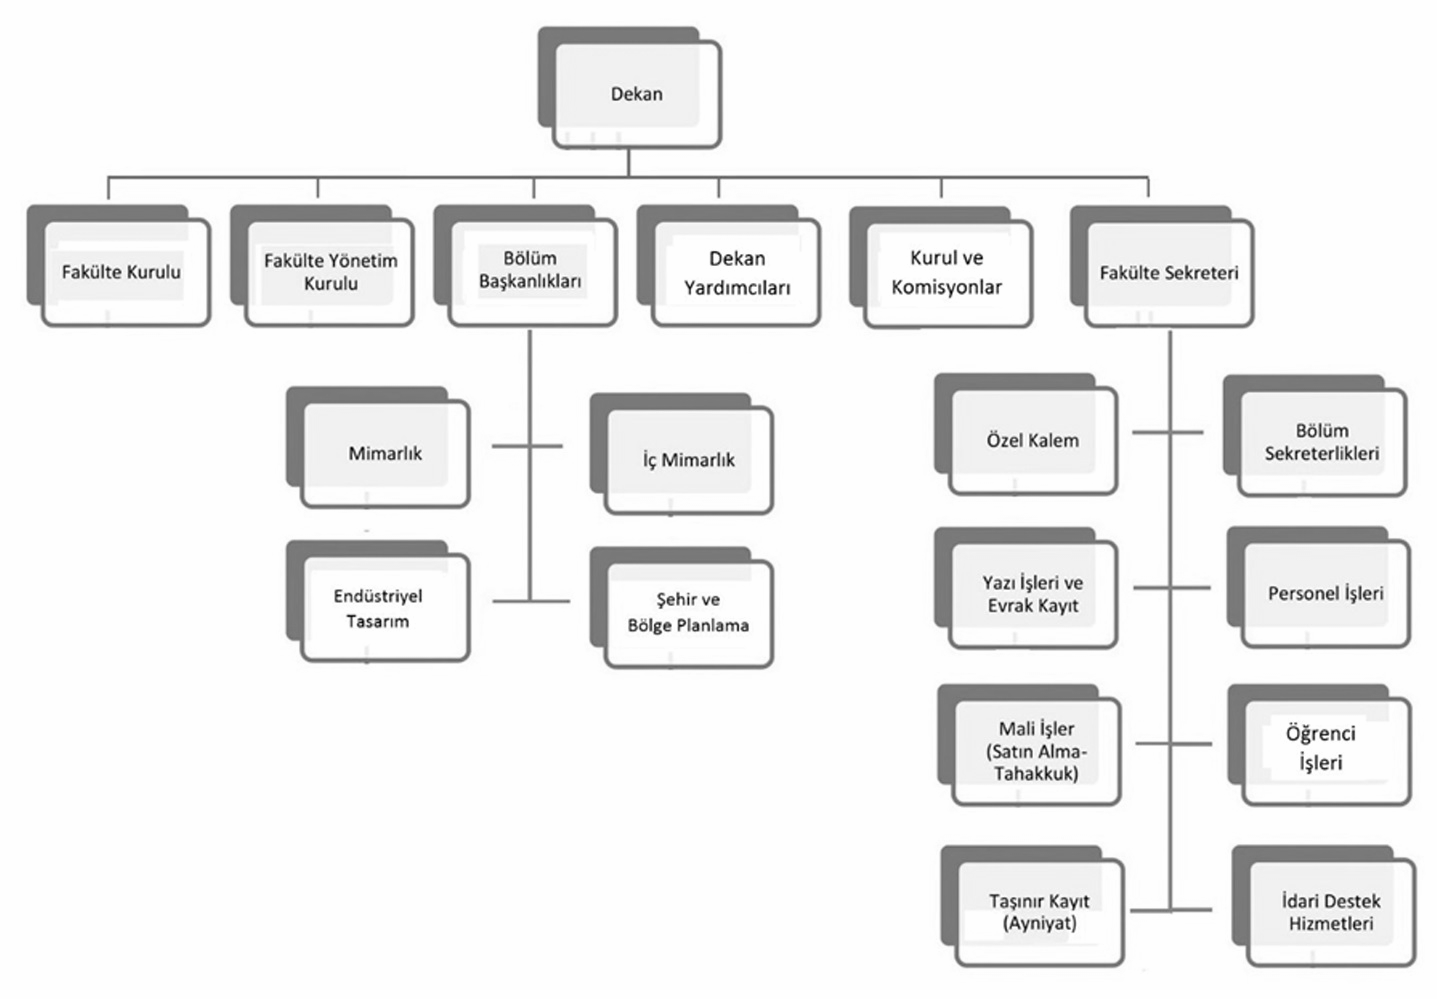 Dekan
Fakülte Kurulu
Fakülte Yönetim
Kurulu
Bölüm
Başkanlıkları
Dekan
Yardımcıları
Kurul ve
Komisyonlar
Fakülte Sekreteri
Mimarlık
İç Mimarlık
Endüstriyel
Tasarım
Şehir ve
Bölge Planlama
Özel Kalem
Bölüm
Sekreterlikleri
Yazı İşleri ve
Evrak Kayıt
Personel İşleri
Mali İşler
(Satın Alma-
Tahakkuk)
Öğrenci
İşleri
Taşınır Kayıt
(Ayniyat)
İdari Destek
Hizmetleri